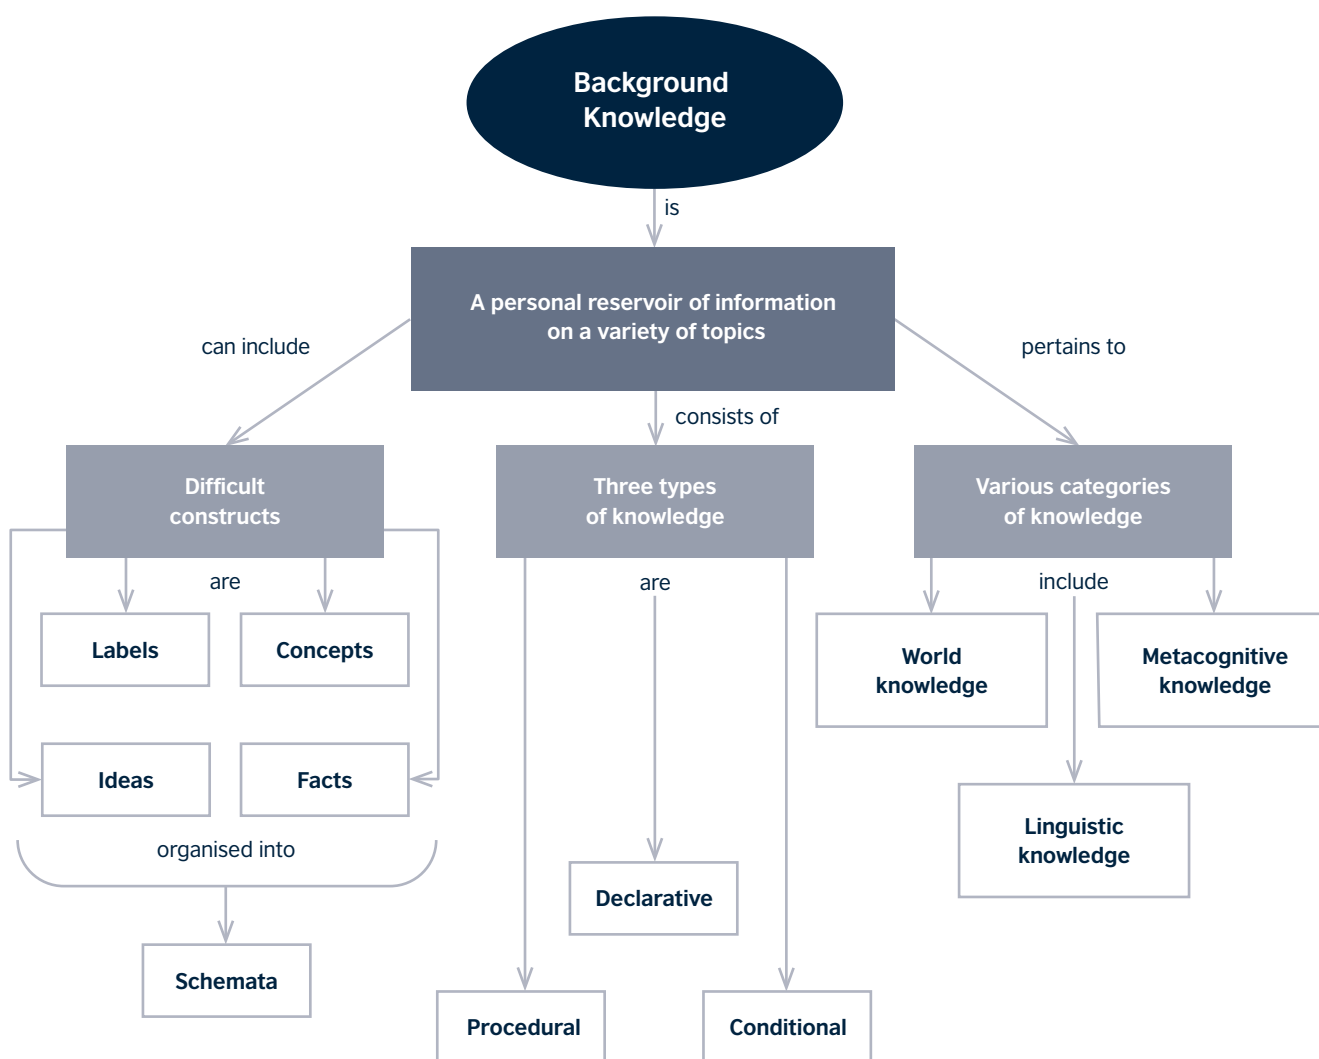 Background
Knowledge
is
A personal reservoir of information
on a variety of topics
can include
pertains to
consists of
Difficult
constructs
Three types
of knowledge
Various categories
of knowledge
are
are
include
Labels
Concepts
World
knowledge
Metacognitive
knowledge
Ideas
Facts
Linguistic
knowledge
organised into
Declarative
Schemata
Procedural
Conditional